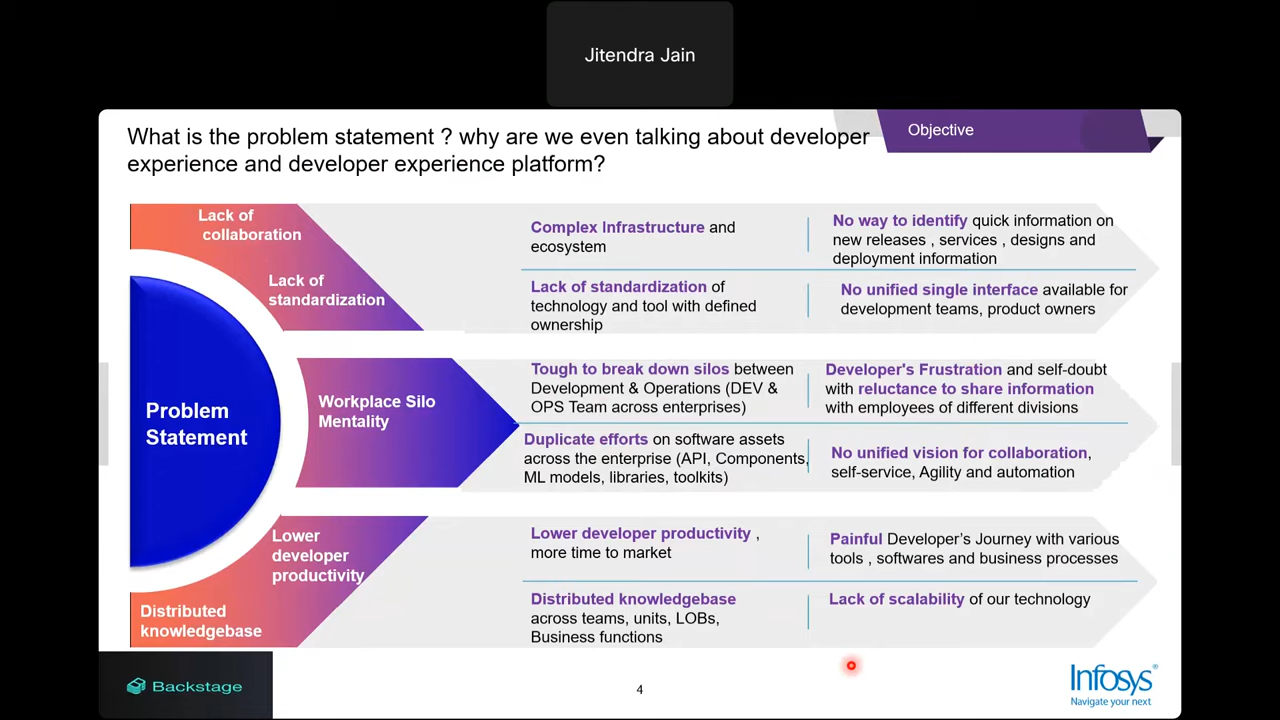 Jitendra Jain
What is the problem statement ? why are we even talking about developer
experience and developer experience platform?
Objective
Lack of
collaboration
Lack of
standardization
Complex Infrastructure and
ecosystem
No way to identify quick information on
new releases , services , designs and
deployment information
Lack of standardization of
technology and tool with defined
ownership
No unified single interface available for
development teams, product owners
Problem
Statement
Workplace Silo
Mentality
Tough to break down silos between
Development & Operations (DEV &
OPS Team across enterprises)
Developer's Frustration and self-doubt
with reluctance to share information
with employees of different divisions
Duplicate efforts on software assets
across the enterprise (API, Components,
ML models, libraries, toolkits)
No unified vision for collaboration,
self-service, Agility and automation
Lower
developer
productivity
Distributed
knowledgebase
Lower developer productivity ,
more time to market
Painful Developer’s Journey with various
tools , softwares and business processes
Distributed knowledgebase
across teams, units, LOBs,
Business functions
Lack of scalability of our technology
Backstage
4
Infosys®
Navigate your next